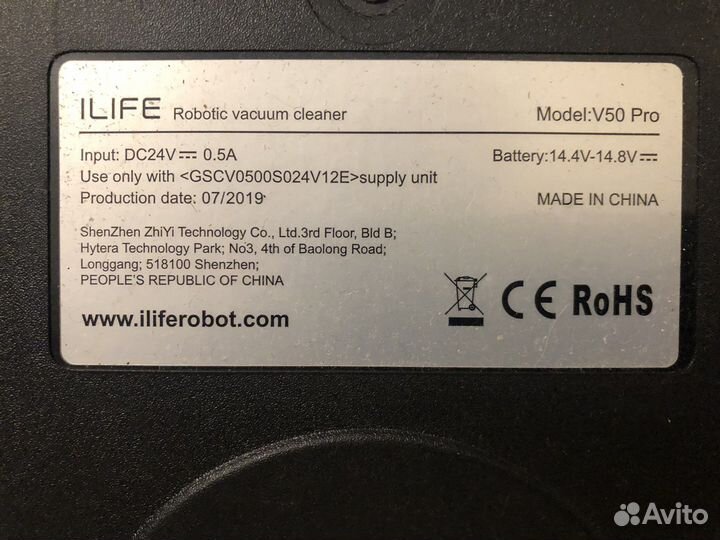 ILIFE Robotic vacuum cleaner Model:V50 Pro
Input: DC24V⎓ 0.5A Battery:14.4V-14.8V⎓
Use only with <GSCV0500S024V12E>supply unit
Production date: 07/2019 MADE IN CHINA
ShenZhen ZhiYi Technology Co., Ltd.3rd Floor, Bld B;
Hytera Technology Park; No3, 4th of Baolong Road;
Longgang; 518100 Shenzhen;
PEOPLE'S REPUBLIC OF CHINA
www.iliferobot.com CE RoHS
Avito